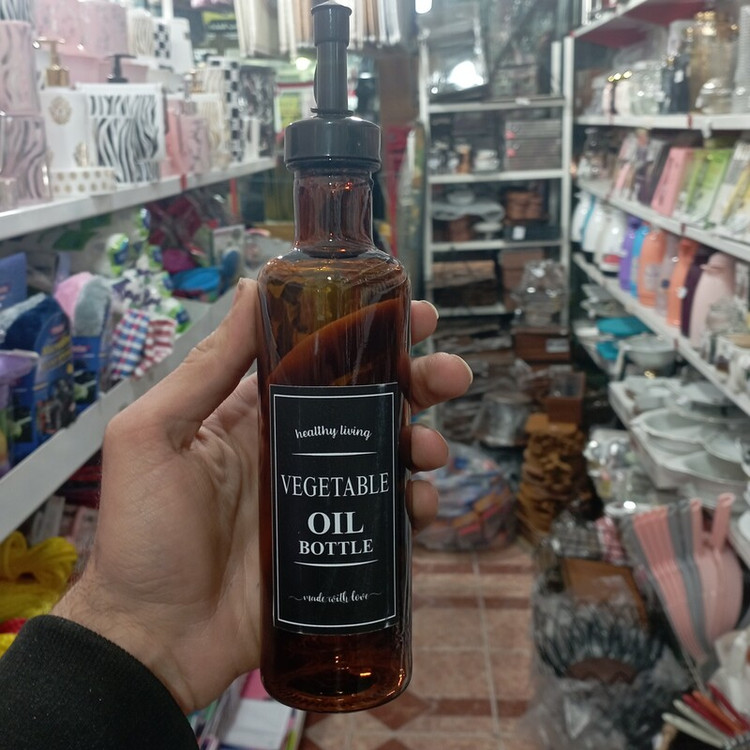 healthy living
VEGETABLE
OIL
BOTTLE
made with love